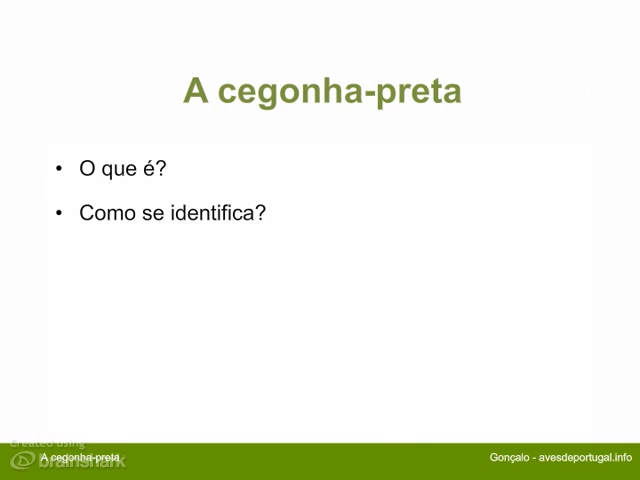 A cegonha-preta
• O que é?
• Como se identifica?
Created using
A cegonha-preta
brainshark
Gonçalo - avesdeportugal.info